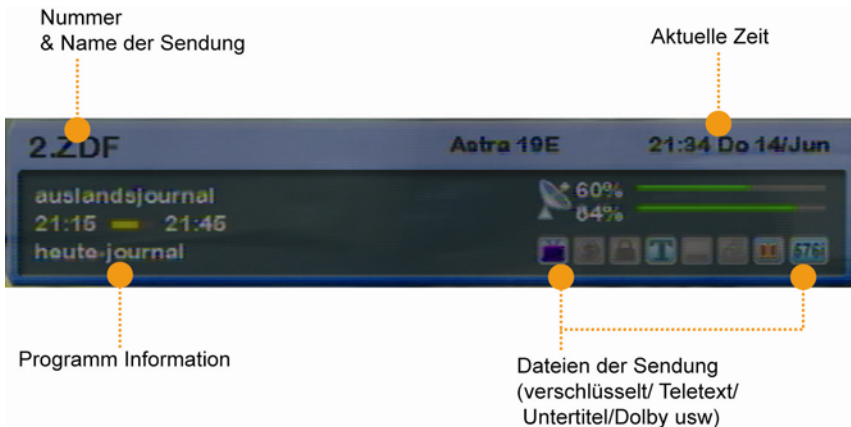 Nummer
& Name der Sendung
Aktuelle Zeit
2.ZDF
Astra 19E
21:34 Do 14/Jun
auslandsjournal
60%
21:15 21:45
84%
heute-journal
T
576i
Programm Information
Dateien der Sendung
(verschlüsselt/ Teletext/
Untertitel/Dolby usw)